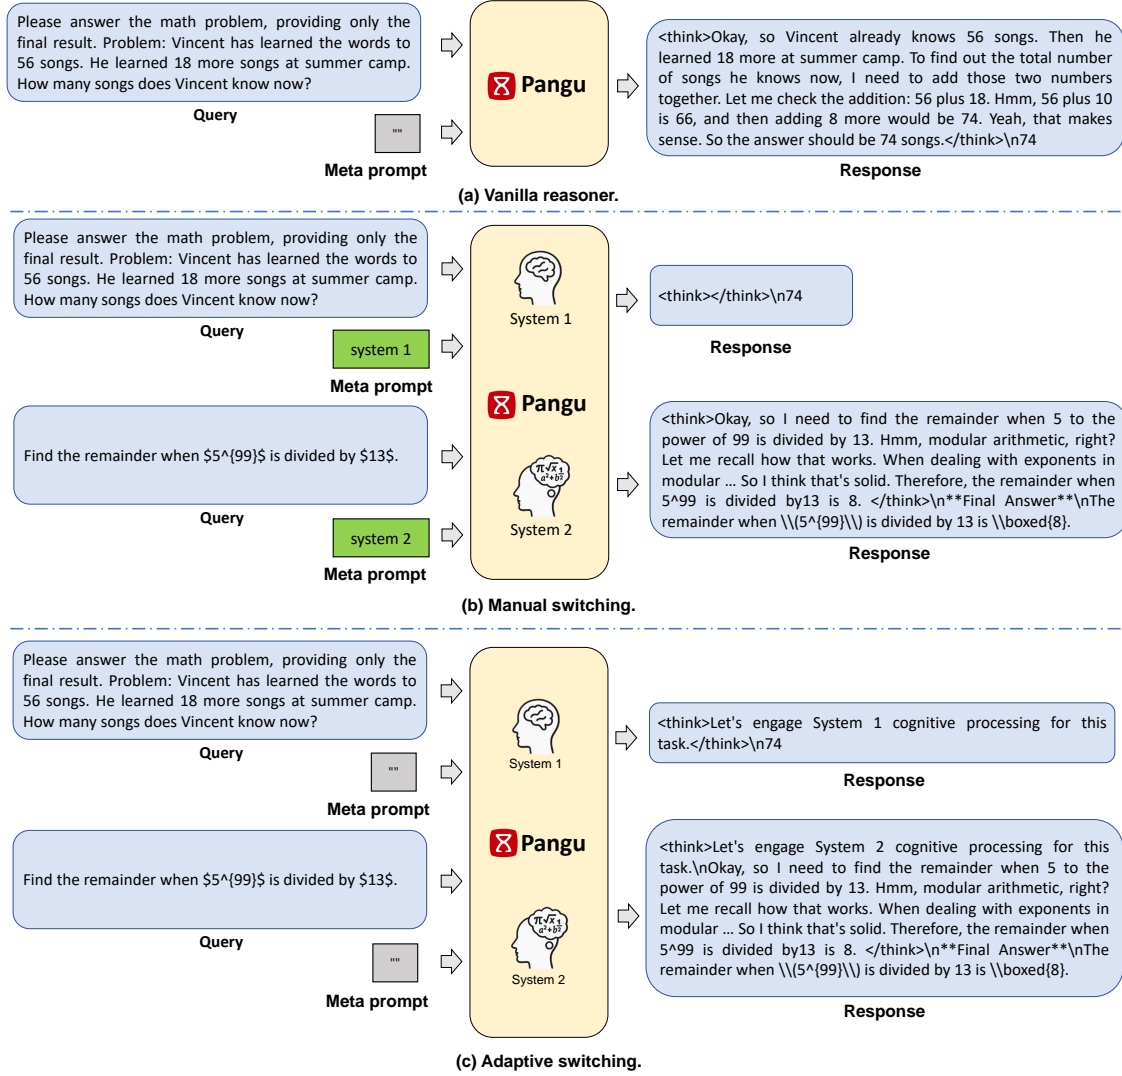 Please answer the math problem, providing only the
final result. Problem: Vincent has learned the words to
56 songs. He learned 18 more songs at summer camp.
How many songs does Vincent know now?
Query
""
Meta prompt
Pangu
<think>Okay, so Vincent already knows 56 songs. Then he
learned 18 more at summer camp. To find out the total number
of songs he knows now, I need to add those two numbers
together. Let me check the addition: 56 plus 18. Hmm, 56 plus 10
is 66, and then adding 8 more would be 74. Yeah, that makes
sense. So the answer should be 74 songs.</think>\n74
Response
(a) Vanilla reasoner.
Please answer the math problem, providing only the
final result. Problem: Vincent has learned the words to
56 songs. He learned 18 more songs at summer camp.
How many songs does Vincent know now?
Query
system 1
Meta prompt
System 1
<think></think>\n74
Response
Pangu
Find the remainder when $5^{99}$ is divided by $13$.
Query
system 2
Meta prompt
π√x 1
a²+b²
System 2
<think>Okay, so I need to find the remainder when 5 to the
power of 99 is divided by 13. Hmm, modular arithmetic, right?
Let me recall how that works. When dealing with exponents in
modular ... So I think that's solid. Therefore, the remainder when
5^99 is divided by13 is 8. </think>\n**Final Answer**\nThe
remainder when \\(5^{99}\\) is divided by 13 is \\boxed{8}.
Response
(b) Manual switching.
Please answer the math problem, providing only the
final result. Problem: Vincent has learned the words to
56 songs. He learned 18 more songs at summer camp.
How many songs does Vincent know now?
Query
""
Meta prompt
System 1
<think>Let's engage System 1 cognitive processing for this
task.</think>\n74
Response
Pangu
Find the remainder when $5^{99}$ is divided by $13$.
Query
""
Meta prompt
π√x 1
a²+b²
System 2
<think>Let's engage System 2 cognitive processing for this
task.\nOkay, so I need to find the remainder when 5 to the
power of 99 is divided by 13. Hmm, modular arithmetic, right?
Let me recall how that works. When dealing with exponents in
modular ... So I think that's solid. Therefore, the remainder when
5^99 is divided by13 is 8. </think>\n**Final Answer**\nThe
remainder when \\(5^{99}\\) is divided by 13 is \\boxed{8}.
Response
(c) Adaptive switching.